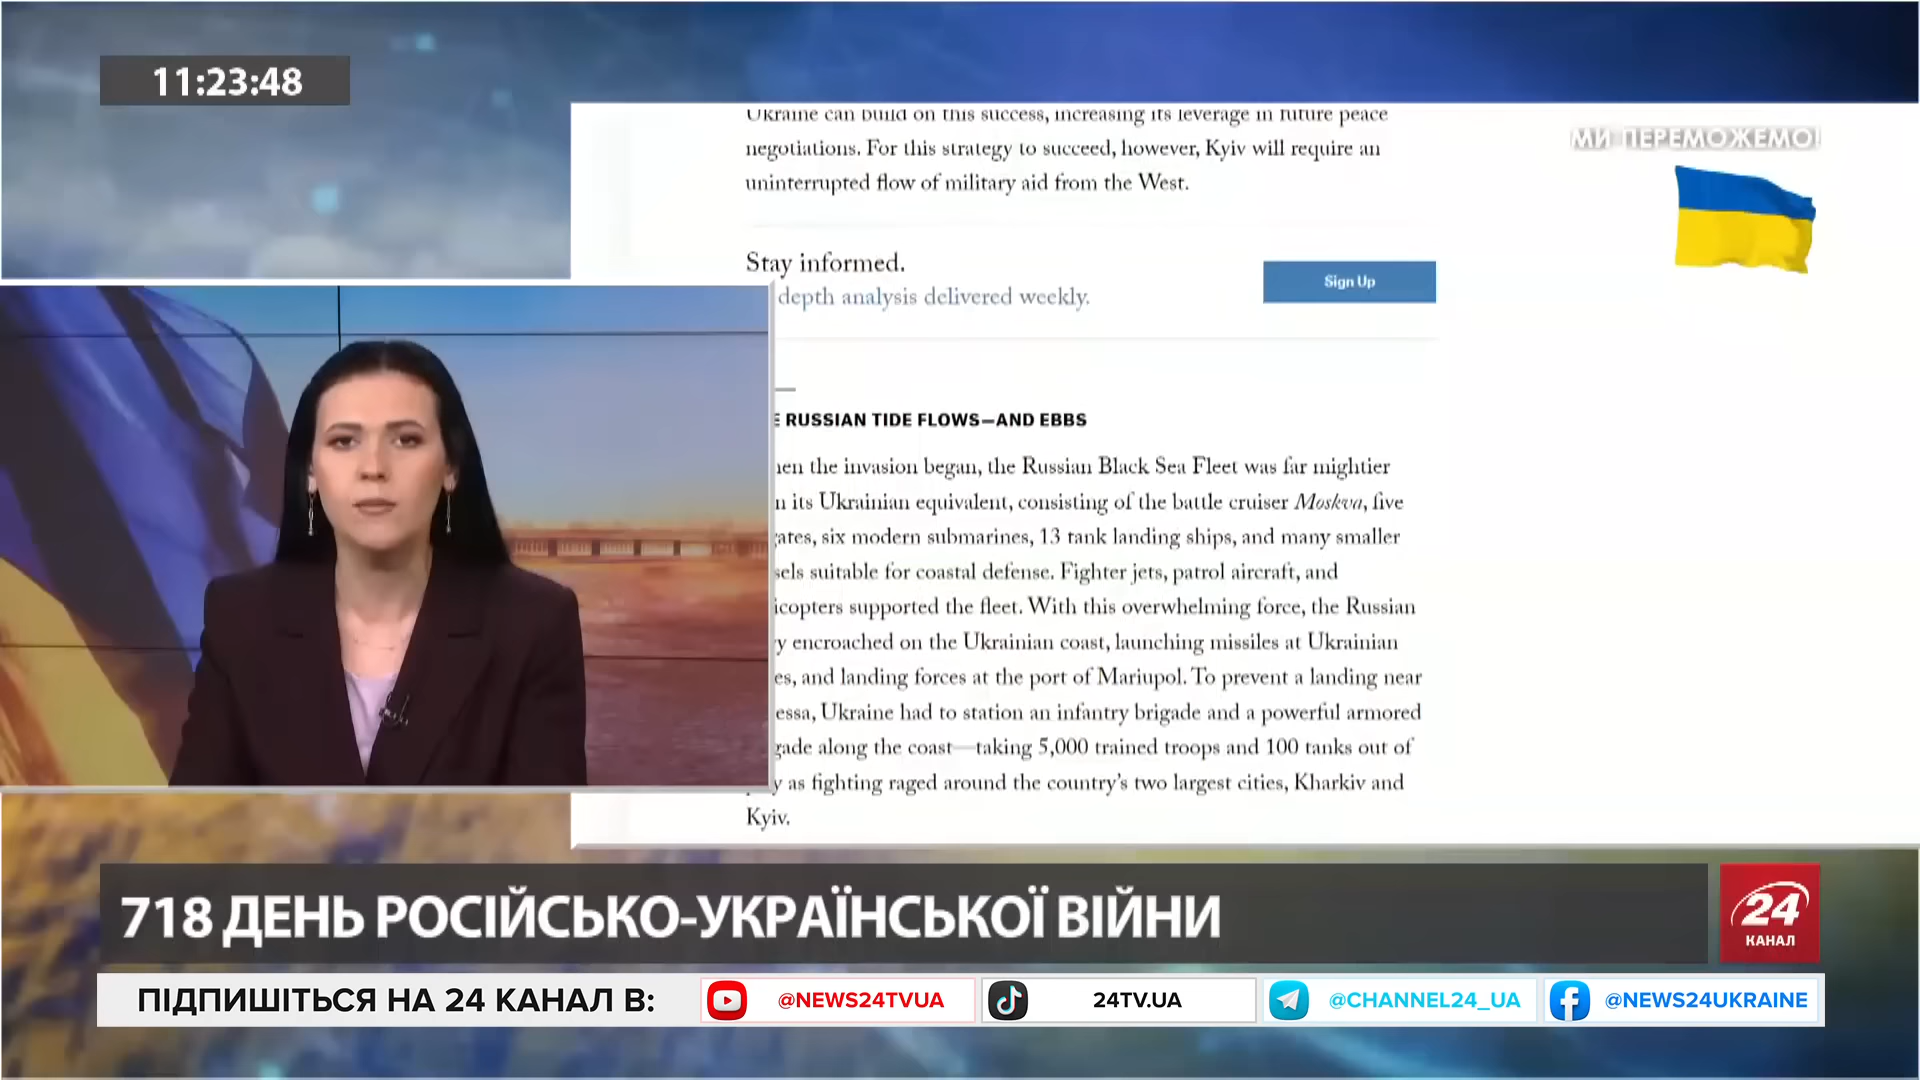 11:23:48
Ukraine can build on this success, increasing its leverage in future peace
negotiations. For this strategy to succeed, however, Kyiv will require an
uninterrupted flow of military aid from the West.
МИ ПЕРЕМОЖЕМО!
Stay informed.
depth analysis delivered weekly.
Sign Up
RUSSIAN TIDE FLOWS—AND EBBS
the invasion began, the Russian Black Sea Fleet was far mightier
its Ukrainian equivalent, consisting of the battle cruiser Moskva, five
six modern submarines, 13 tank landing ships, and many smaller
suitable for coastal defense. Fighter jets, patrol aircraft, and
supported the fleet. With this overwhelming force, the Russian
encroached on the Ukrainian coast, launching missiles at Ukrainian
and landing forces at the port of Mariupol. To prevent a landing near
Ukraine had to station an infantry brigade and a powerful armored
along the coast—taking 5,000 trained troops and 100 tanks out of
as fighting raged around the country's two largest cities, Kharkiv and
Kyiv.
718 ДЕНЬ РОСІЙСЬКО-УКРАЇНСЬКОЇ ВІЙНИ
24
КАНАЛ
ПІДПИШІТЬСЯ НА 24 КАНАЛ В:
@NEWS24TVUA
24TV.UA
@CHANNEL24_UA
@NEWS24UKRAINE